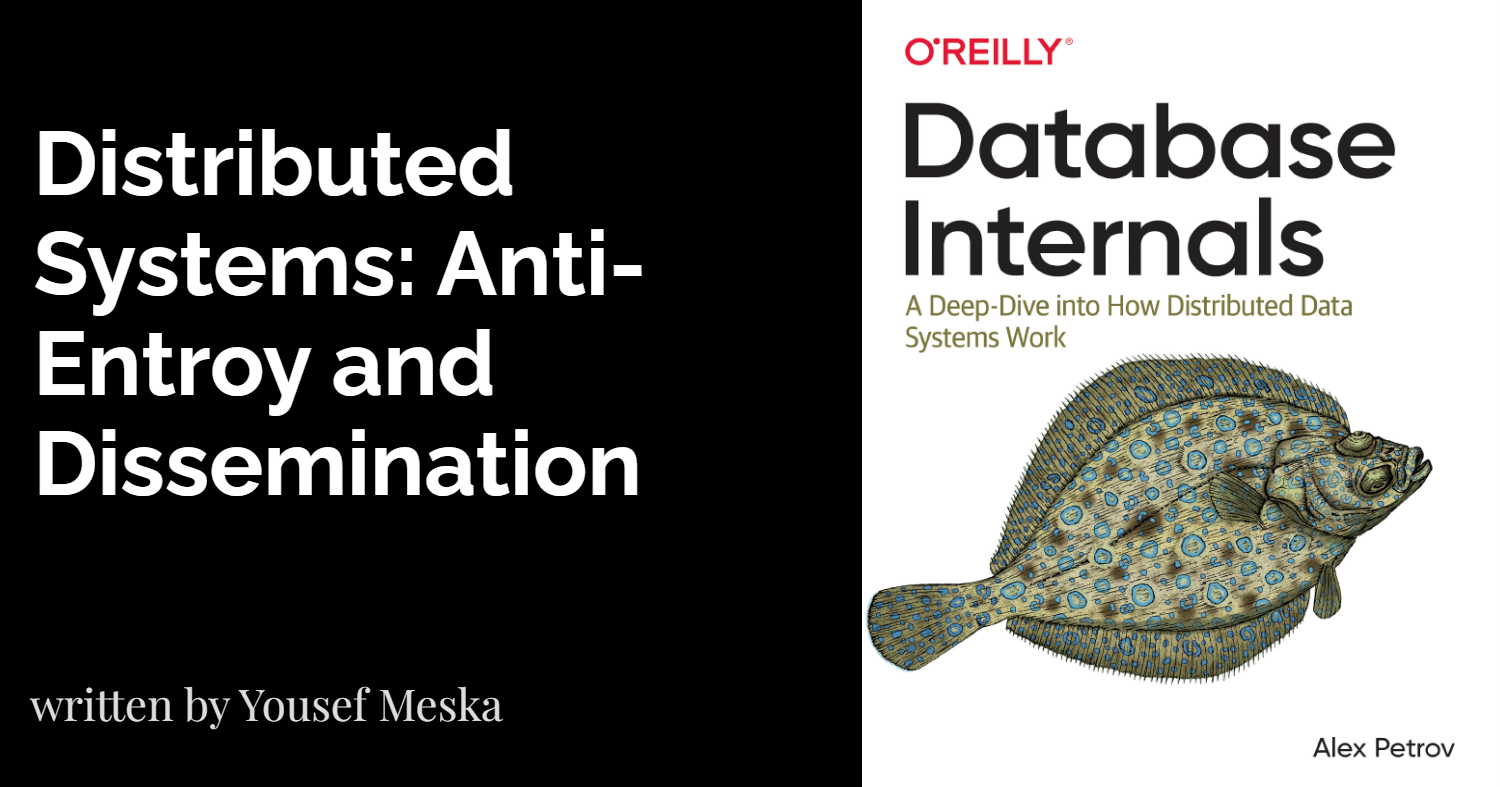 Distributed
Systems: Anti-
Entroy and
Dissemination
written by Yousef Meska
O'REILLY®
Database
Internals
A Deep-Dive into How Distributed Data
Systems Work
Alex Petrov